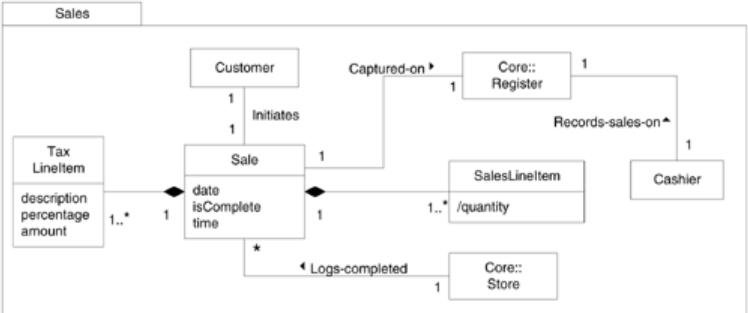 Sales
Customer
1
Initiates
1
Captured-on
1
Core::
Register
1
Records-sales-on
1
Cashier
Tax
LineItem
description
percentage
amount
1..*
1
Sale
date
isComplete
time
1
1
SalesLineItem
/quantity
1..*
*
Logs-completed
1
Core::
Store